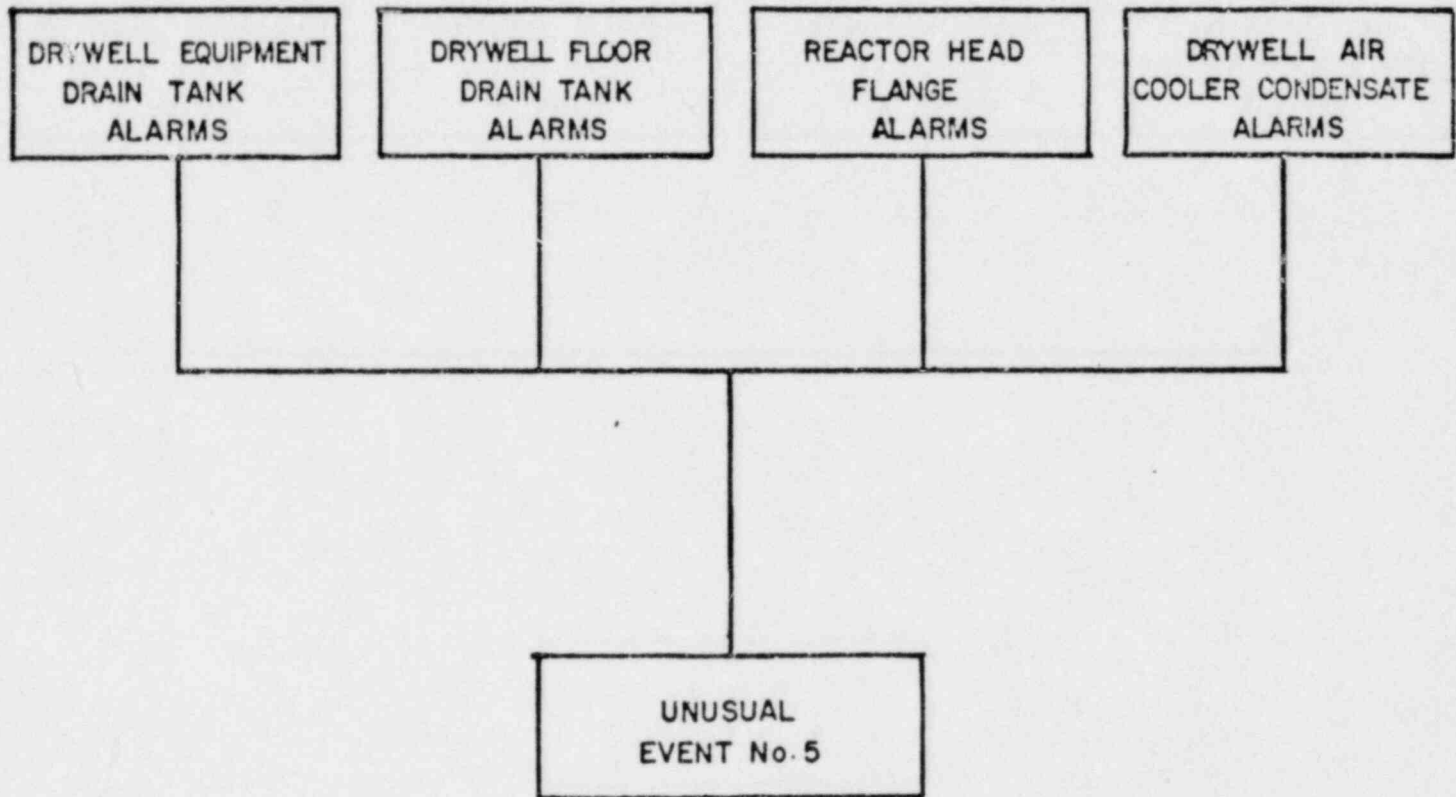 DRYWELL EQUIPMENT
DRAIN TANK
ALARMS
DRYWELL FLOOR
DRAIN TANK
ALARMS
REACTOR HEAD
FLANGE
ALARMS
DRYWELL AIR
COOLER CONDENSATE
ALARMS
UNUSUAL
EVENT No. 5